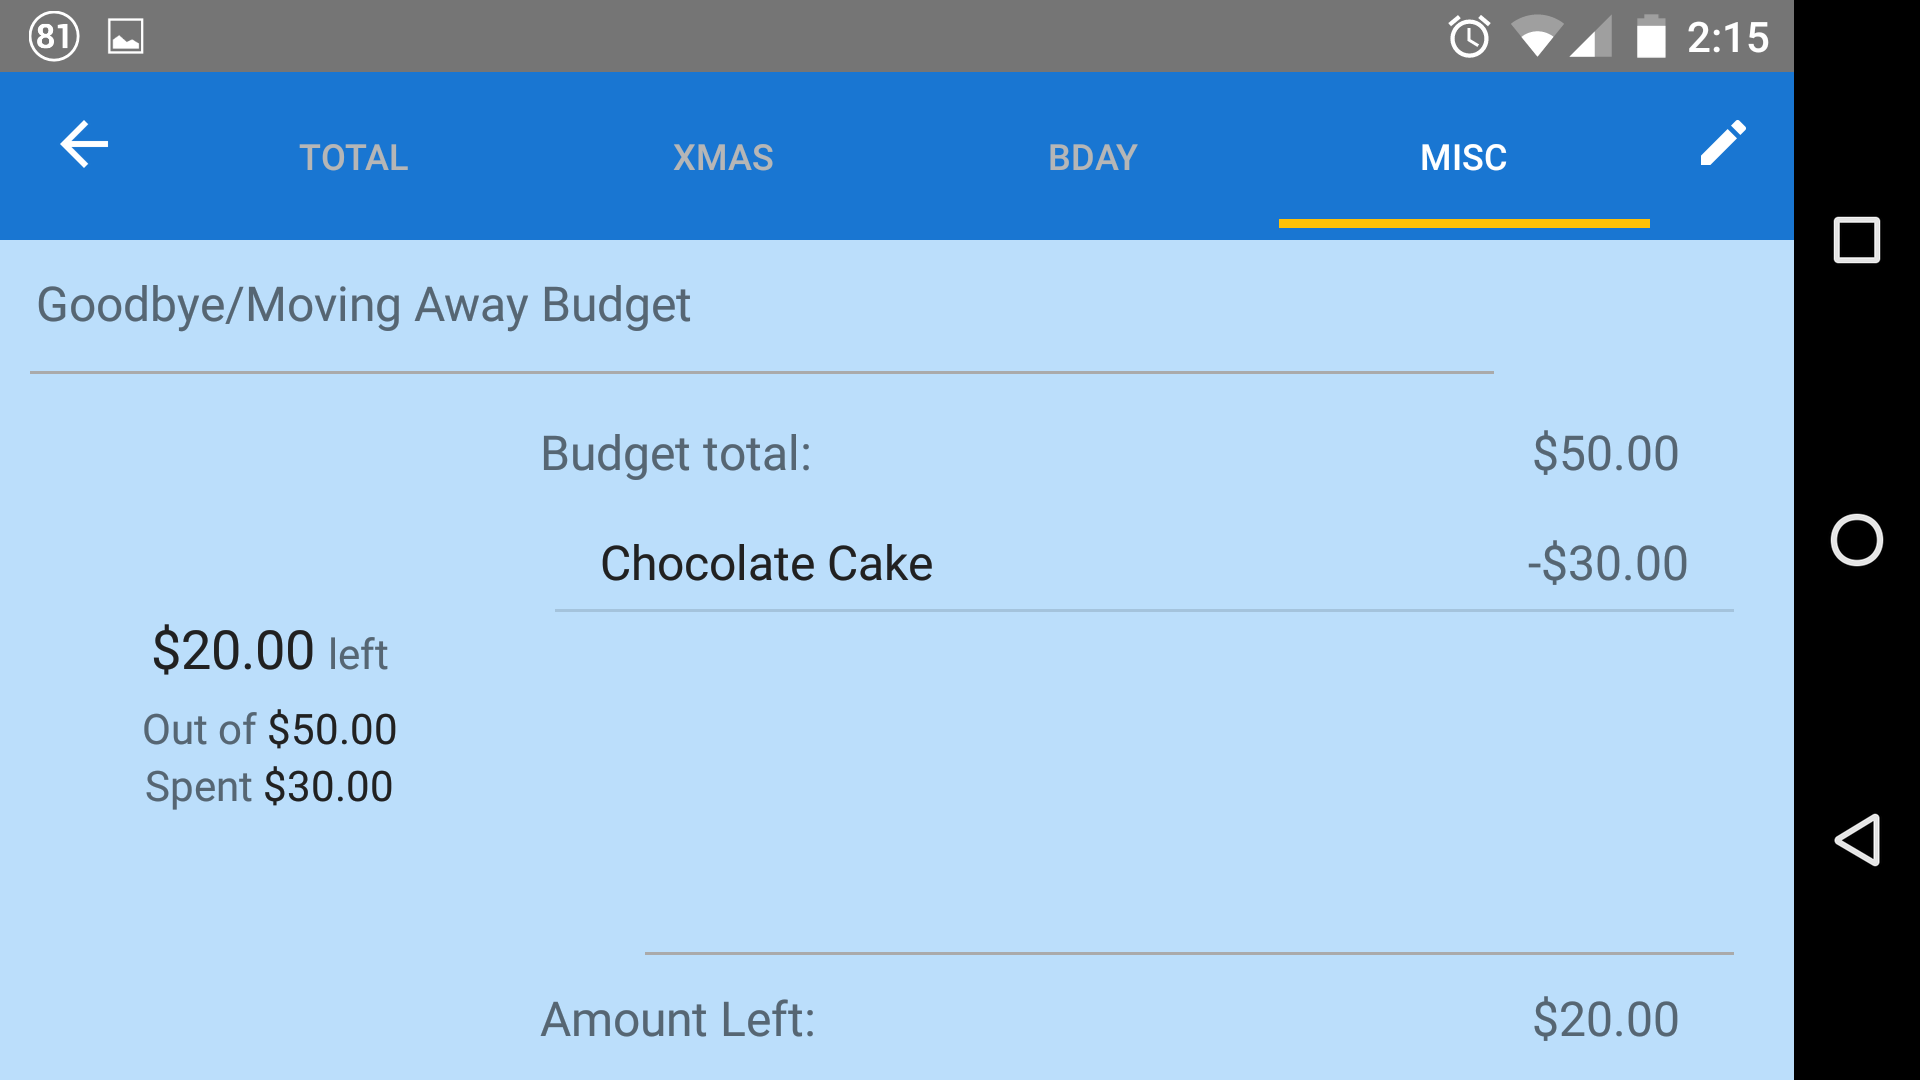 81
2:15
TOTAL XMAS BDAY MISC
Goodbye/Moving Away Budget
Budget total: $50.00
Chocolate Cake -$30.00
$20.00 left
Out of $50.00
Spent $30.00
Amount Left: $20.00